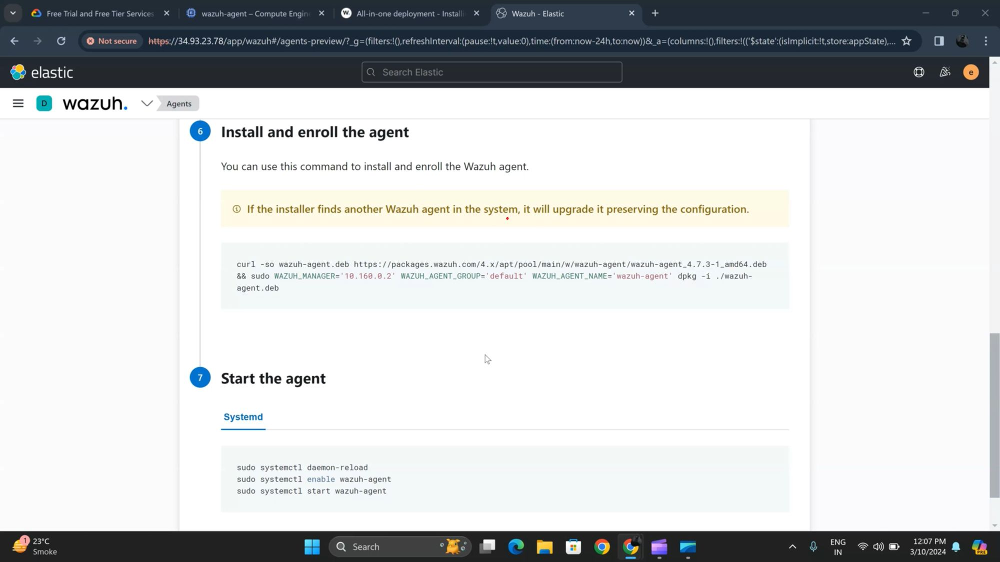 Free Trial and Free Tier Services
wazuh-agent – Compute Engine
All-in-one deployment - Installi
Wazuh - Elastic
Not secure
https://34.93.23.78/app/wazuh#/agents-preview/?_g=(filters:!(),refreshInterval:(pause:!t,value:0),time:(from:now-24h,to:now))&_a=(columns:!(),filters:!(('$state':(isImplicit:!t,store:appState),...
elastic
Search Elastic
e
D
wazuh.
Agents
6
Install and enroll the agent
You can use this command to install and enroll the Wazuh agent.
If the installer finds another Wazuh agent in the system, it will upgrade it preserving the configuration.
curl -so wazuh-agent.deb https://packages.wazuh.com/4.x/apt/pool/main/w/wazuh-agent/wazuh-agent_4.7.3-1_amd64.deb
&& sudo WAZUH_MANAGER='10.160.0.2' WAZUH_AGENT_GROUP='default' WAZUH_AGENT_NAME='wazuh-agent' dpkg -i ./wazuh-
agent.deb
7
Start the agent
Systemd
sudo systemctl daemon-reload
sudo systemctl enable wazuh-agent
sudo systemctl start wazuh-agent
1
23°C
Smoke
Search
ENG
IN
12:07 PM
3/10/2024
PRE